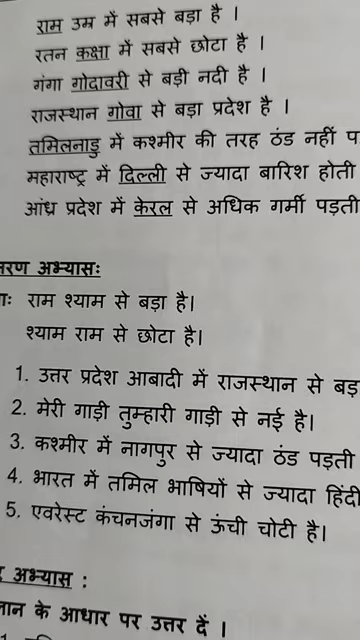 राम उम्र में सबसे बड़ा है ।
रतन कक्षा में सबसे छोटा है ।
गंगा गोदावरी से बड़ी नदी है ।
राजस्थान गोवा से बड़ा प्रदेश है ।
तमिलनाडु में कश्मीर की तरह ठंड नहीं प
महाराष्ट्र में दिल्ली से ज्यादा बारिश होती
आंध्र प्रदेश में केरल से अधिक गर्मी पड़ती
अभ्यासः
राम श्याम से बड़ा है।
श्याम राम से छोटा है।
1. उत्तर प्रदेश आबादी में राजस्थान से बड़
2. मेरी गाड़ी तुम्हारी गाड़ी से नई है।
3. कश्मीर में नागपुर से ज्यादा ठंड पड़ती
4. भारत में तमिल भाषियों से ज्यादा हिंदी
5. एवरेस्ट कंचनजंगा से ऊंची चोटी है।
अभ्यास :
के आधार पर उत्तर दें ।